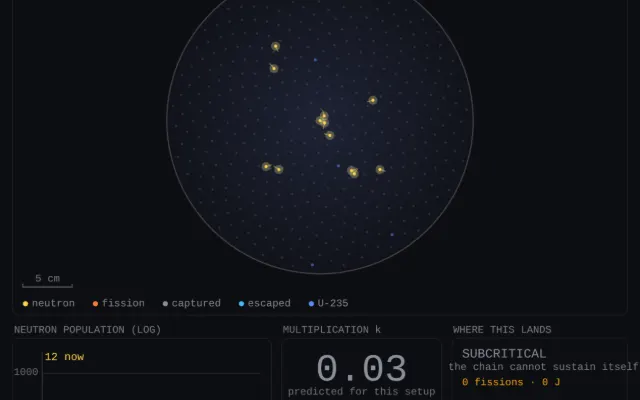 5 cm
neutron fission captured escaped U-235
NEUTRON POPULATION (LOG) MULTIPLICATION k WHERE THIS LANDS
12 now
1000
0.03
predicted for this setup
SUBCRITICAL
the chain cannot sustain itself
0 fissions · 0 J